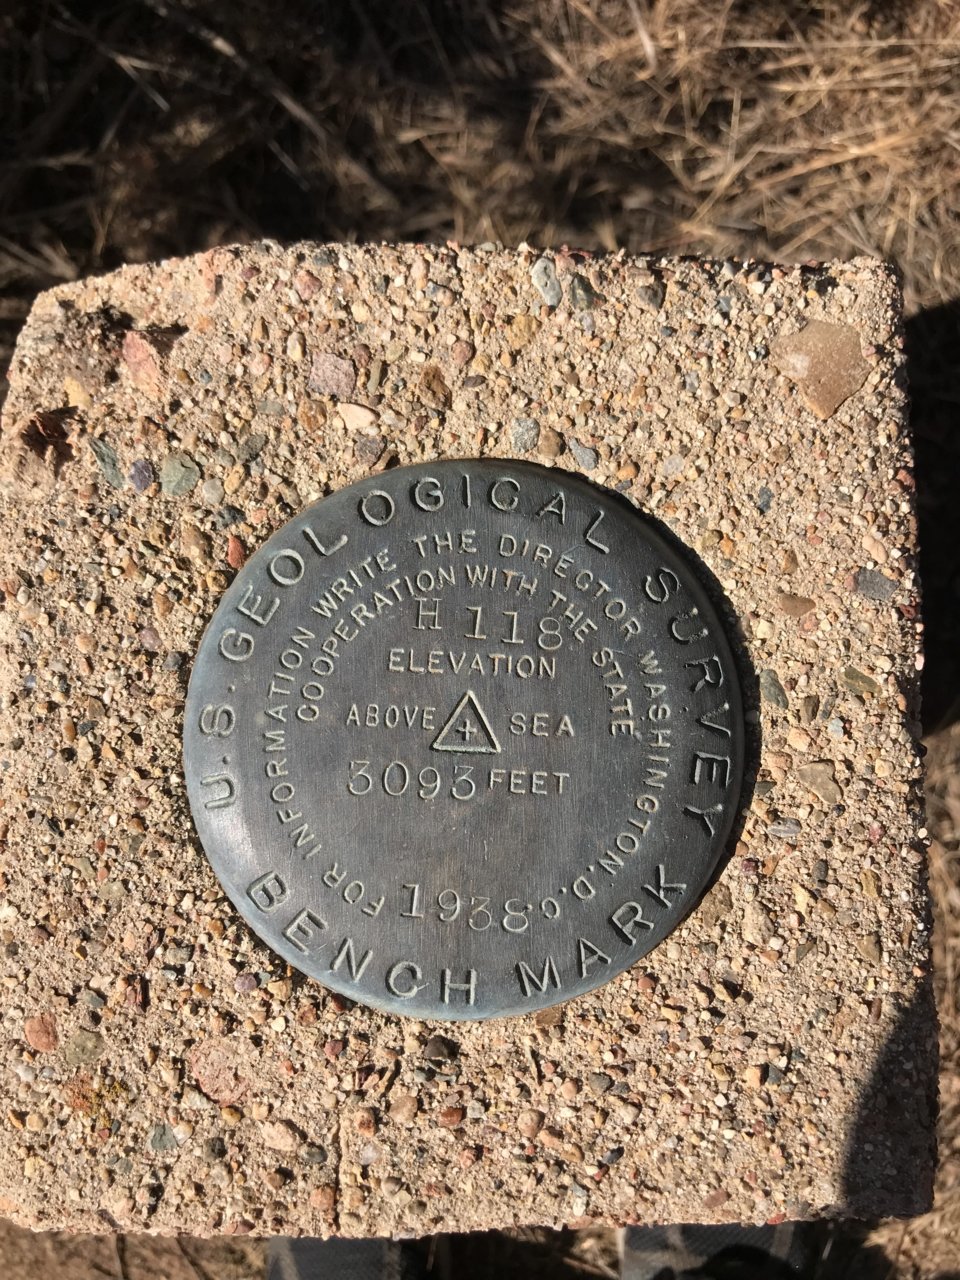 U.S. GEOLOGICAL SURVEY
FOR INFORMATION WRITE THE DIRECTOR WASHINGTON, D.C.
COOPERATION WITH THE STATE
H 118
ELEVATION
ABOVE SEA
3093 FEET
1938
BENCH MARK